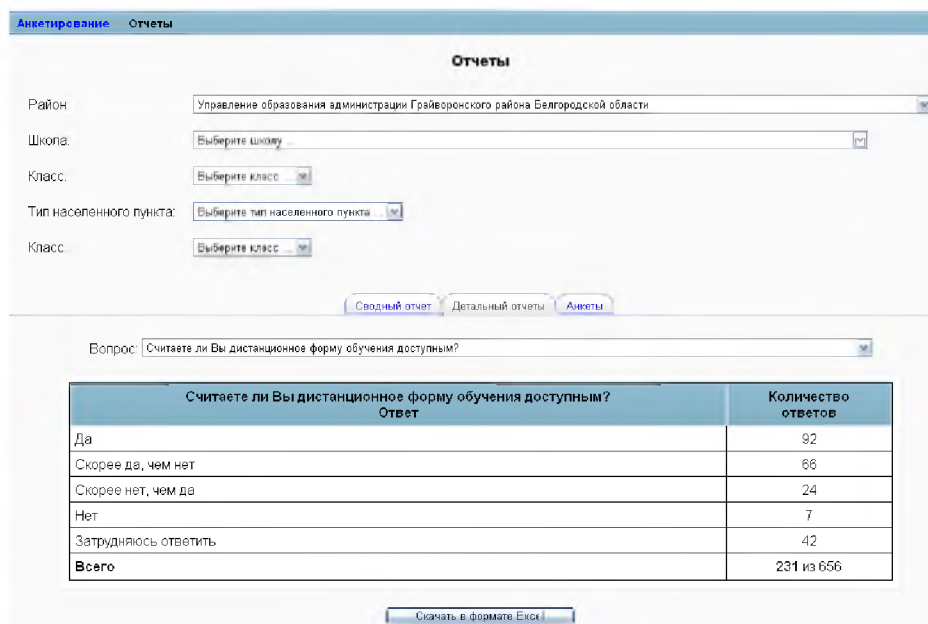 Анкетирование Отчеты
Отчеты
Район: Управление образования администрации Грайворонского района Белгородской области
Школа: Выберите школу ...
Класс: Выберите класс ...
Тип населенного пункта: Выберите тип населенного пункта ...
Класс: Выберите класс ...
Сводный отчет Детальный отчеты Анкеты
Вопрос: Считаете ли Вы дистанционное форму обучения доступным?
Считаете ли Вы дистанционное форму обучения доступным? Количество
Ответ ответов
Да 92
Скорее да, чем нет 66
Скорее нет, чем да 24
Нет 7
Затрудняюсь ответить 42
Всего 231 из 656
Скачать в формате Excel